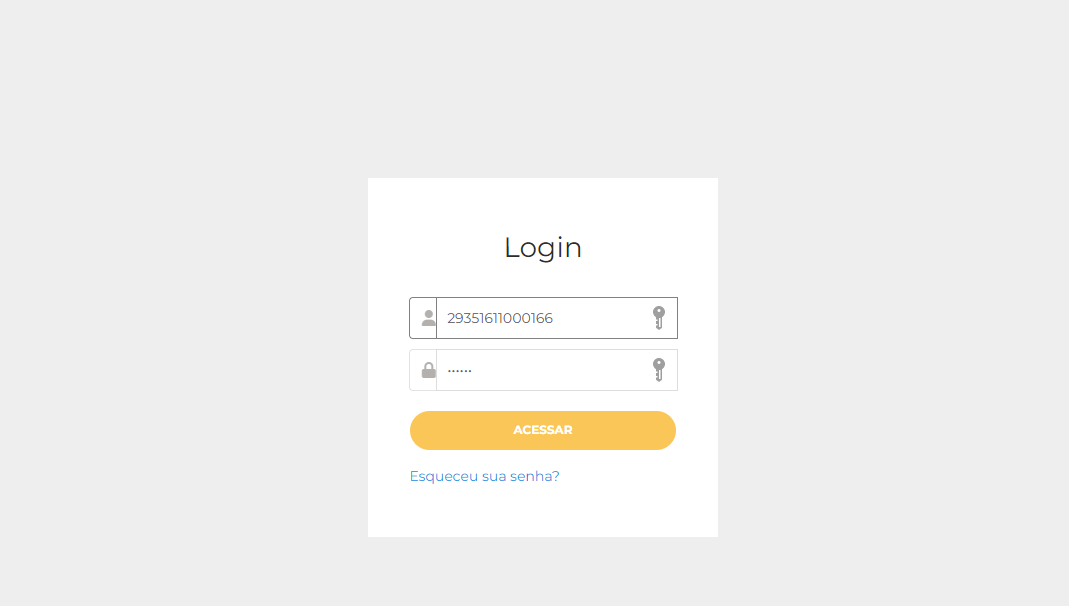 Login
29351611000166
······
ACESSAR
Esqueceu sua senha?